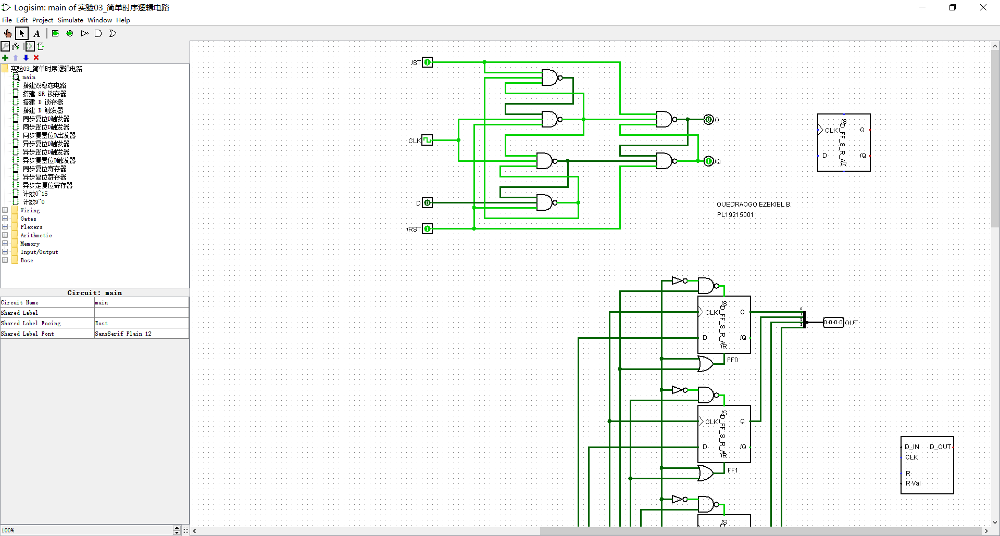 Logisim: main of 实验03_简单时序逻辑电路
File Edit Project Simulate Window Help
A
实验03_简单时序逻辑电路
main
搭建双稳态电路
搭建 SR 锁存器
搭建 D 锁存器
搭建 D 触发器
同步复位D触发器
同步置位D触发器
同步复置位D出发器
异步复位D触发器
异步置位D触发器
异步复置位D触发器
同步复位寄存器
异步复位寄存器
异步定复位寄存器
计数0~15
计数9~0
Wiring
Gates
Plexers
Arithmetic
Memory
Input/Output
Base
Circuit: main
Circuit Name main
Shared Label
Shared Label Facing East
Shared Label Font SansSerif Plain 12
100%
/ST 1
CLK
D 0
/RST 1
0 Q
1 /Q
/S
CLK Q
D_FF_S_R_A
D /Q
/R
OUEDRAOGO EZEKIEL B.
PL19215001
/S
CLK Q
D_FF_S_R_A
D /Q
/R
FF0
0 0 0 0 OUT
/S
CLK Q
D_FF_S_R_A
D /Q
/R
FF1
/S
D_IN D_OUT
CLK
R
R Val